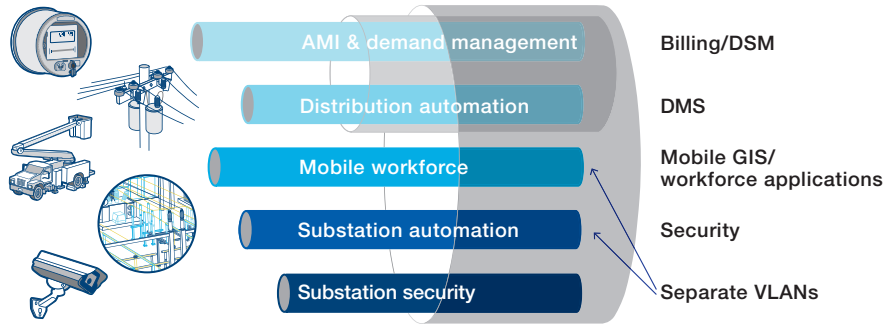 AMI & demand management
Billing/DSM
Distribution automation
DMS
Mobile workforce
Mobile GIS/
workforce applications
Substation automation
Security
Substation security
Separate VLANs